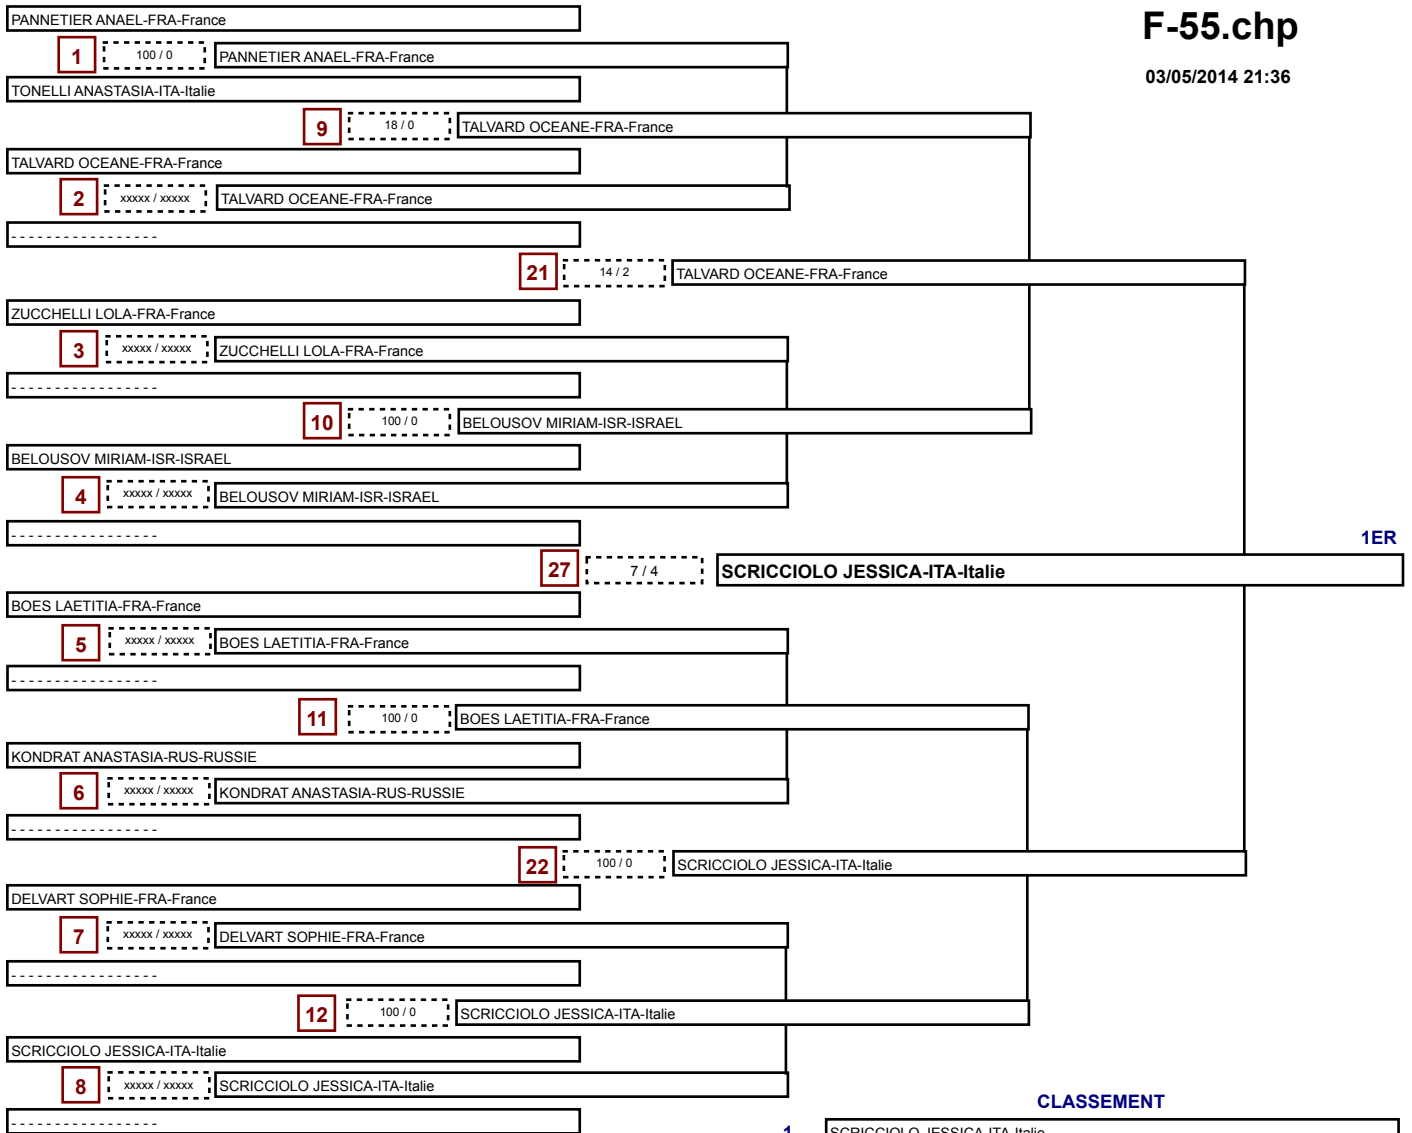 PANNETIER ANAEL-FRA-France
F-55.chp
1 100 / 0 PANNETIER ANAEL-FRA-France
03/05/2014 21:36
TONELLI ANASTASIA-ITA-Italie
9 18 / 0 TALVARD OCEANE-FRA-France
TALVARD OCEANE-FRA-France
2 xxxxx / xxxxx TALVARD OCEANE-FRA-France
- - - - - - - - - - - - - - - - -
21 14 / 2 TALVARD OCEANE-FRA-France
ZUCCHELLI LOLA-FRA-France
3 xxxxx / xxxxx ZUCCHELLI LOLA-FRA-France
- - - - - - - - - - - - - - - - -
10 100 / 0 BELOUSOV MIRIAM-ISR-ISRAEL
BELOUSOV MIRIAM-ISR-ISRAEL
4 xxxxx / xxxxx BELOUSOV MIRIAM-ISR-ISRAEL
- - - - - - - - - - - - - - - - -
1ER
27 7 / 4 SCRICCIOLO JESSICA-ITA-Italie
BOES LAETITIA-FRA-France
5 xxxxx / xxxxx BOES LAETITIA-FRA-France
- - - - - - - - - - - - - - - - -
11 100 / 0 BOES LAETITIA-FRA-France
KONDRAT ANASTASIA-RUS-RUSSIE
6 xxxxx / xxxxx KONDRAT ANASTASIA-RUS-RUSSIE
- - - - - - - - - - - - - - - - -
22 100 / 0 SCRICCIOLO JESSICA-ITA-Italie
DELVART SOPHIE-FRA-France
7 xxxxx / xxxxx DELVART SOPHIE-FRA-France
- - - - - - - - - - - - - - - - -
12 100 / 0 SCRICCIOLO JESSICA-ITA-Italie
SCRICCIOLO JESSICA-ITA-Italie
8 xxxxx / xxxxx SCRICCIOLO JESSICA-ITA-Italie
CLASSEMENT
- - - - - - - - - - - - - - - - -
1 SCRICCIOLO JESSICA-ITA-Italie